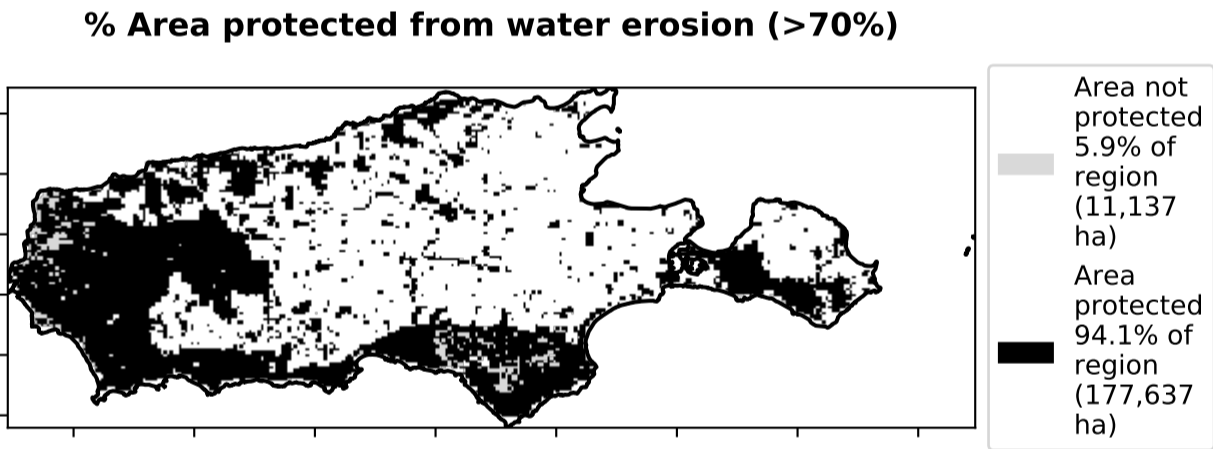 % Area protected from water erosion (>70%)
Area not
protected
5.9% of
region
(11,137
ha)
Area
protected
94.1% of
region
(177,637
ha)